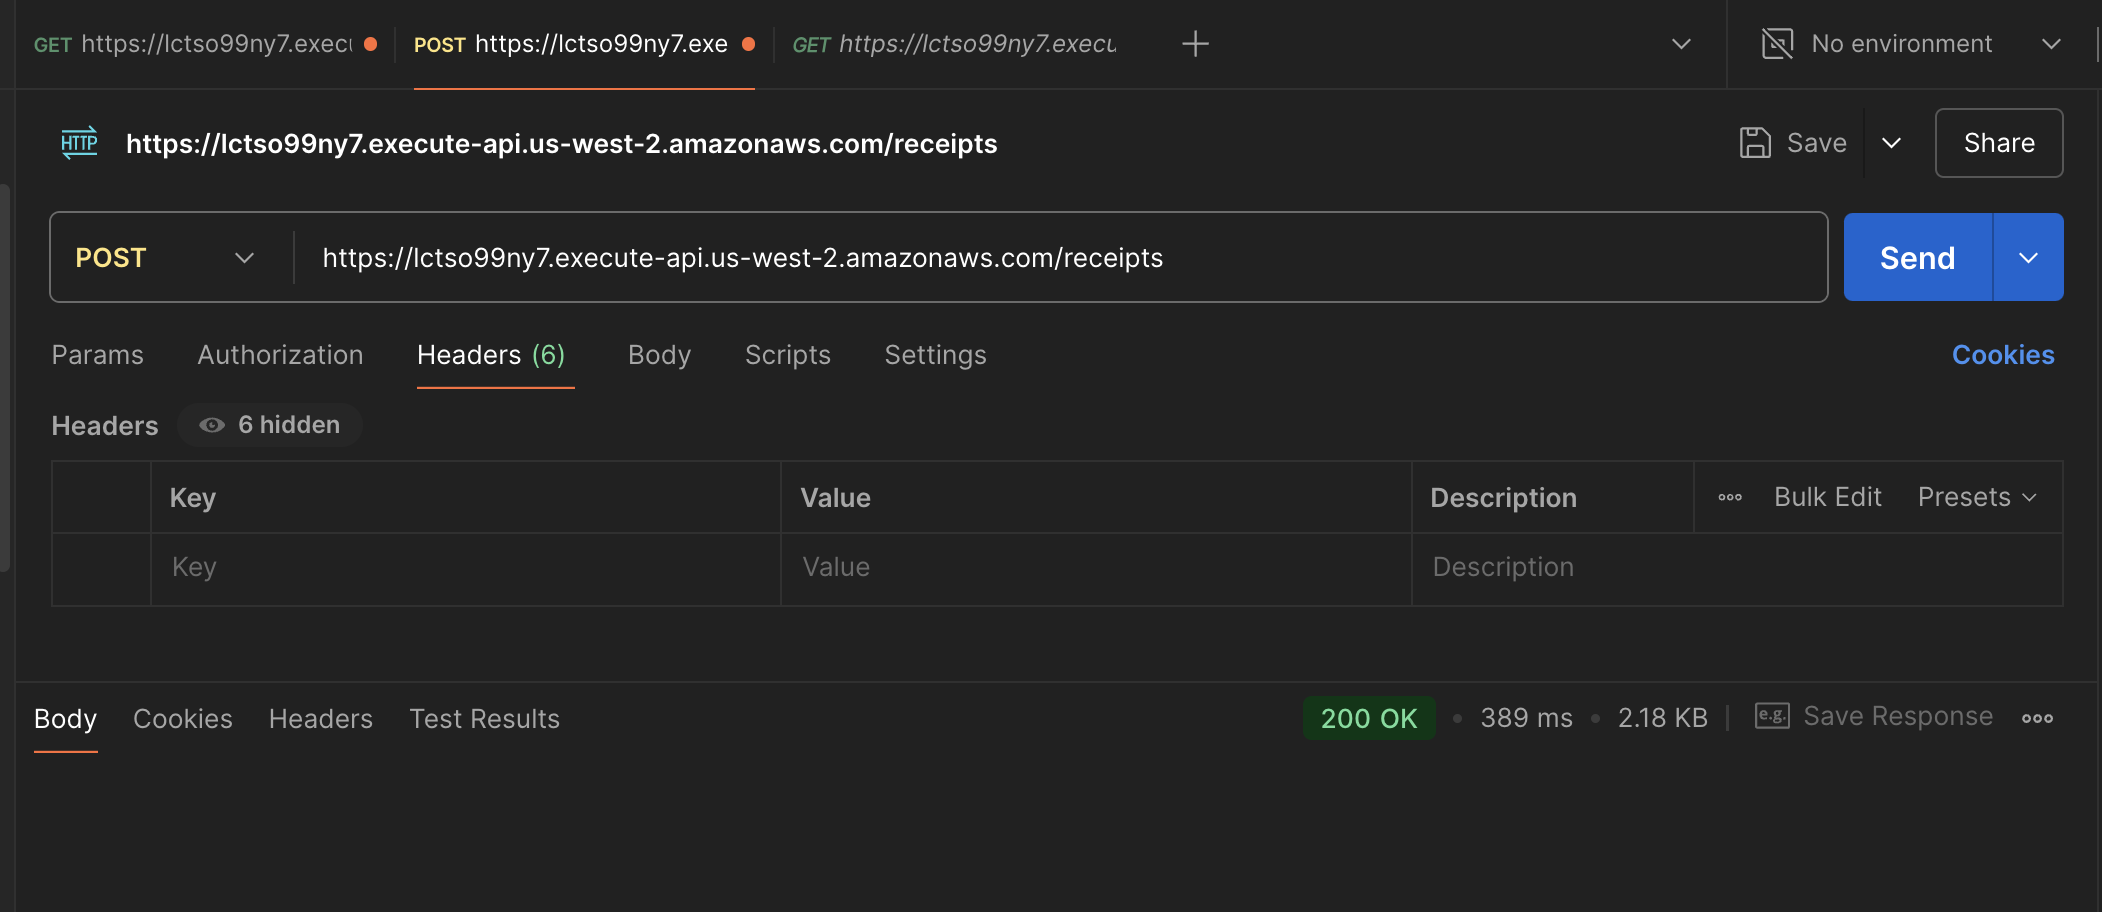 GET https://lctso99ny7.execu POST https://lctso99ny7.exe GET https://lctso99ny7.execu No environment
HTTP https://lctso99ny7.execute-api.us-west-2.amazonaws.com/receipts Save Share
POST https://lctso99ny7.execute-api.us-west-2.amazonaws.com/receipts Send
Params Authorization Headers (6) Body Scripts Settings Cookies
Headers 6 hidden
Key Value Description Bulk Edit Presets
Key Value Description
Body Cookies Headers Test Results 200 OK • 389 ms • 2.18 KB e.g. Save Response